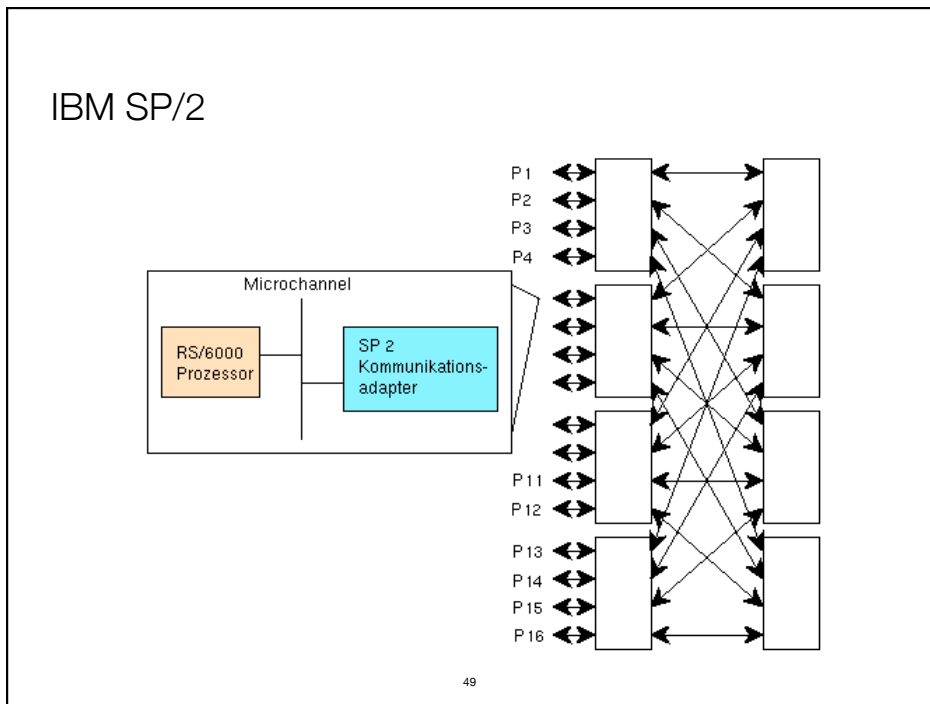 IBM SP/2
P1
P2
P3
P4
Microchannel
RS/6000
Prozessor
SP 2
Kommunikations-
adapter
P11
P12
P13
P14
P15
P16
49